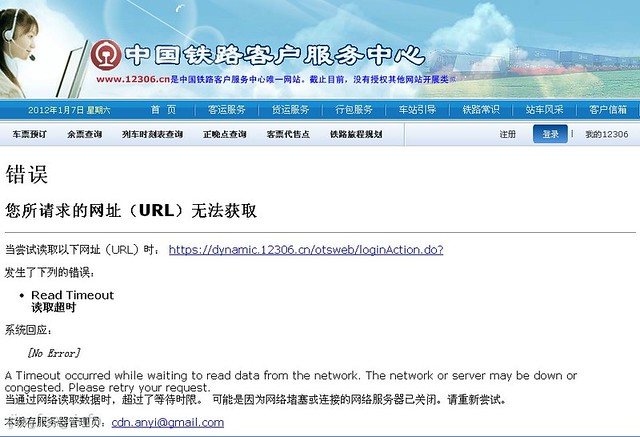 中国铁路客户服务中心
www.12306.cn是中国铁路客户服务中心唯一网站。截止目前，没有授权其他网站开展类
2012年1月7日 星期六 首 页 客运服务 货运服务 行包服务 车站引导 铁路常识 站车风采 客户信箱
车票预订 余票查询 列车时刻表查询 正晚点查询 客票代售点 铁路旅程规划 注册 登录 | 我的12306
错误
您所请求的网址（URL）无法获取
当尝试读取以下网址（URL）时： https://dynamic.12306.cn/otsweb/loginAction.do?
发生了下列的错误：
• Read Timeout
读取超时
系统回应：
[No Error]
A Timeout occurred while waiting to read data from the network. The network or server may be down or
congested. Please retry your request.
当通过网络读取数据时，超过了等待时限。 可能是因为网络堵塞或连接的网络服务器已关闭。请重新尝试。
本缓存服务器管理员：cdn.anyi@gmail.com